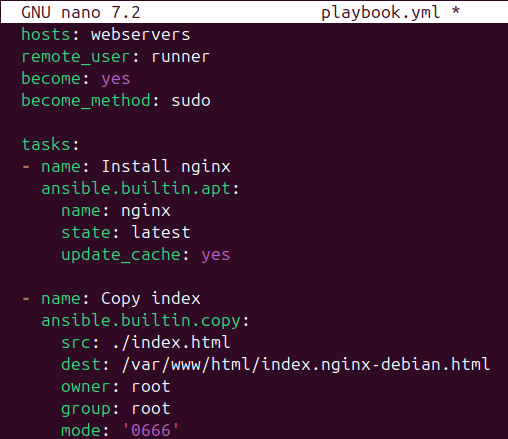 GNU nano 7.2 playbook.yml *
hosts: webservers
remote_user: runner
become: yes
become_method: sudo

tasks:
- name: Install nginx
  ansible.builtin.apt:
    name: nginx
    state: latest
    update_cache: yes

- name: Copy index
  ansible.builtin.copy:
    src: ./index.html
    dest: /var/www/html/index.nginx-debian.html
    owner: root
    group: root
    mode: '0666'